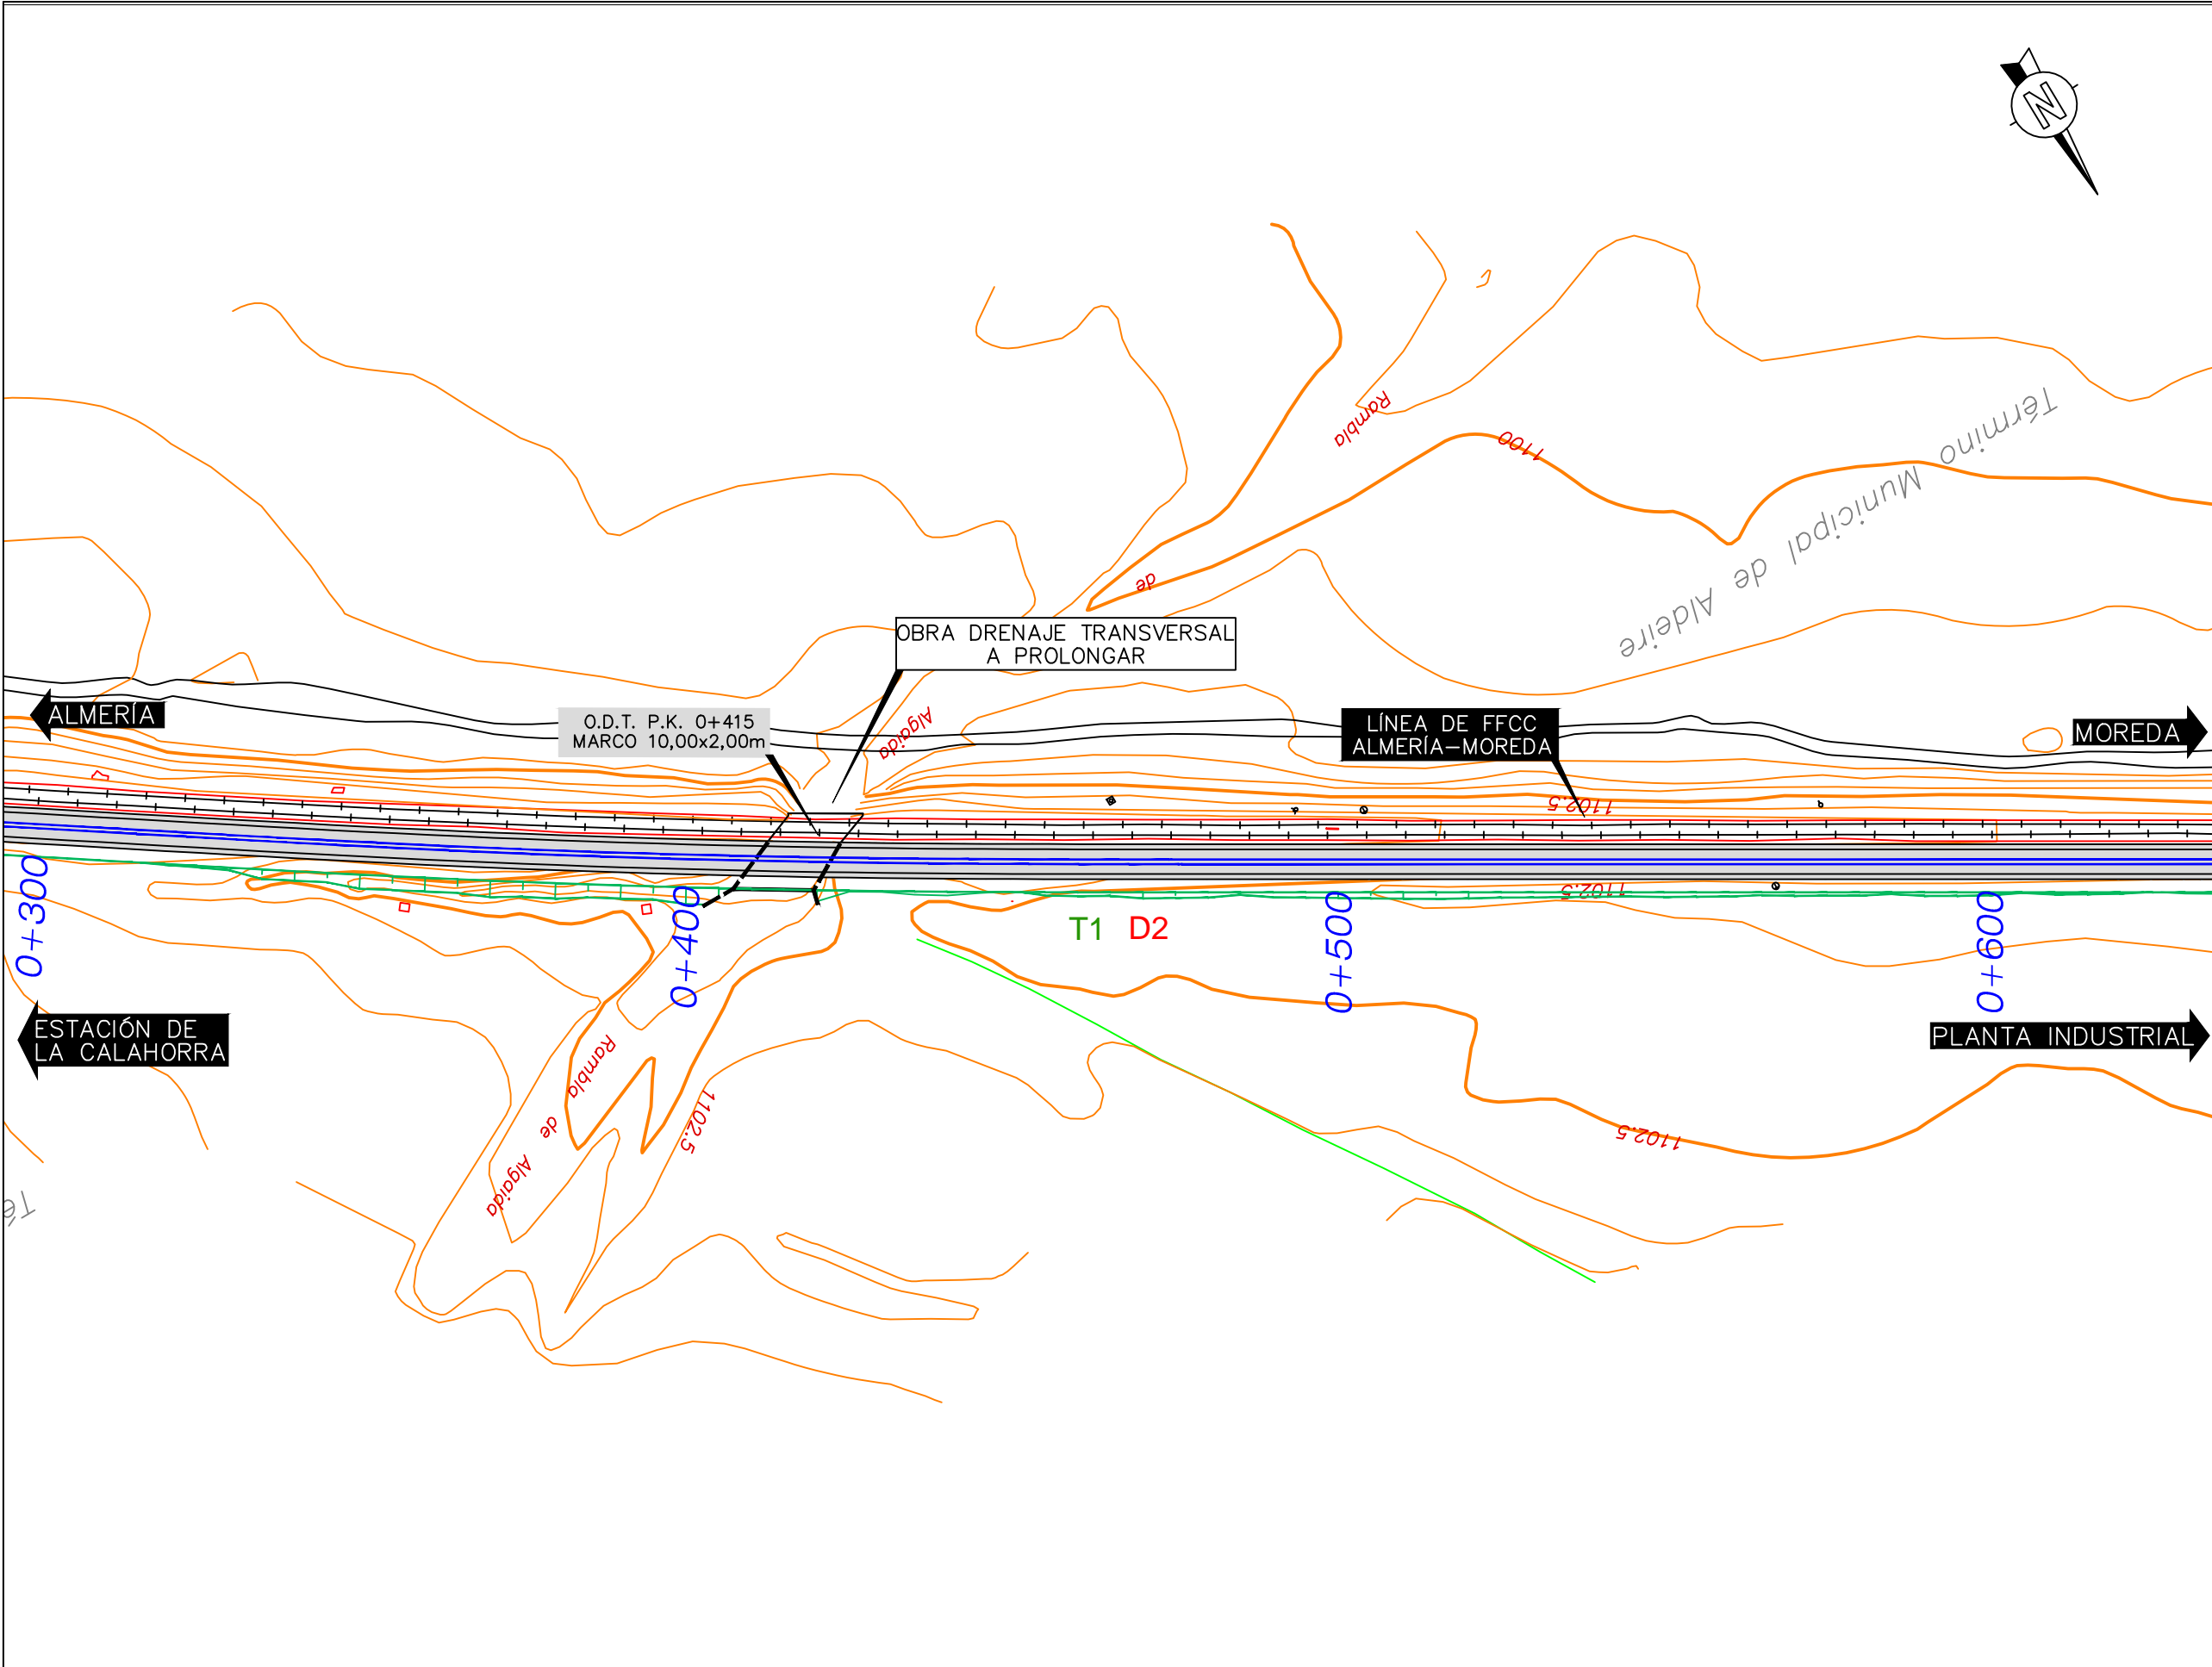 N
Rambla
1100
Término Municipal de Aldeire
de
OBRA DRENAJE TRANSVERSAL
A PROLONGAR
ALMERÍA
O.D.T. P.K. 0+415
MARCO 10,00x2,00m
Algaida
LÍNEA DE FFCC
ALMERÍA-MOREDA
MOREDA
1102.5
1102.5
0+300
0+400
T1 D2
0+500
0+600
ESTACIÓN DE
LA CALAHORRA
PLANTA INDUSTRIAL
Rambla
de
Algaida
1102.5
1102.5
Té